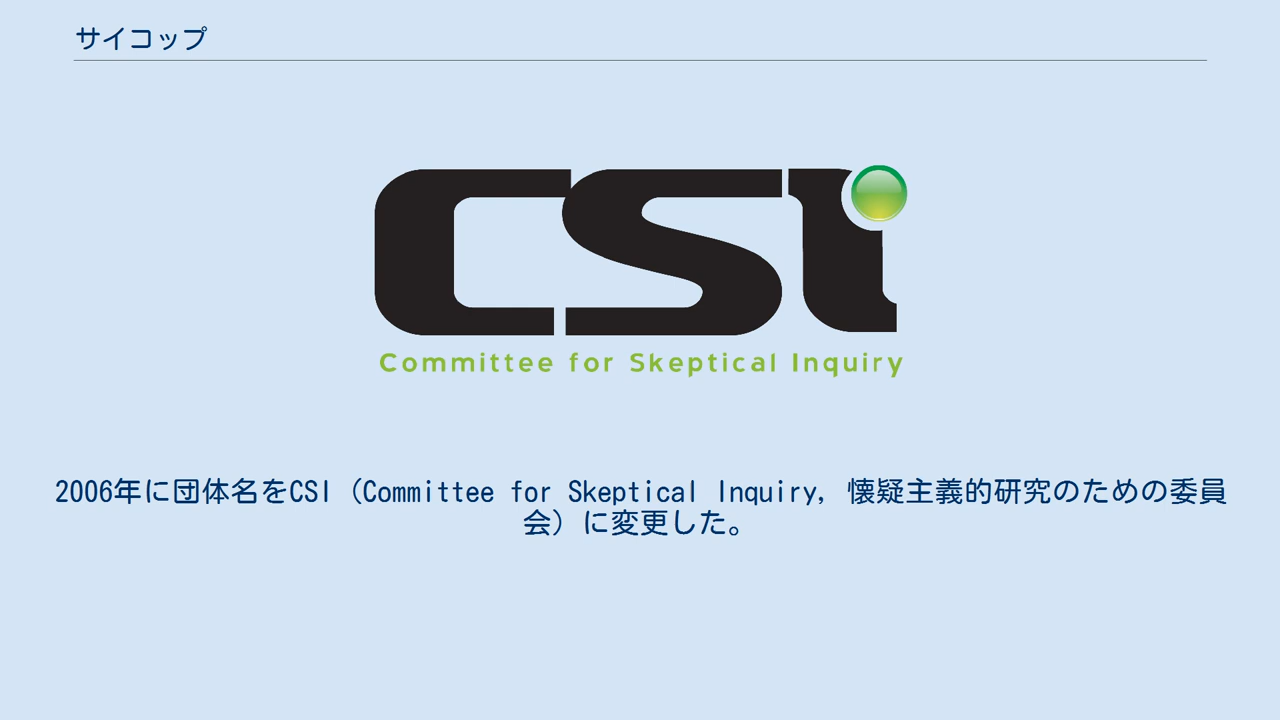 サイコップ
CSI
Committee for Skeptical Inquiry
2006年に団体名をCSI（Committee for Skeptical Inquiry, 懐疑主義的研究のための委員
会）に変更した。